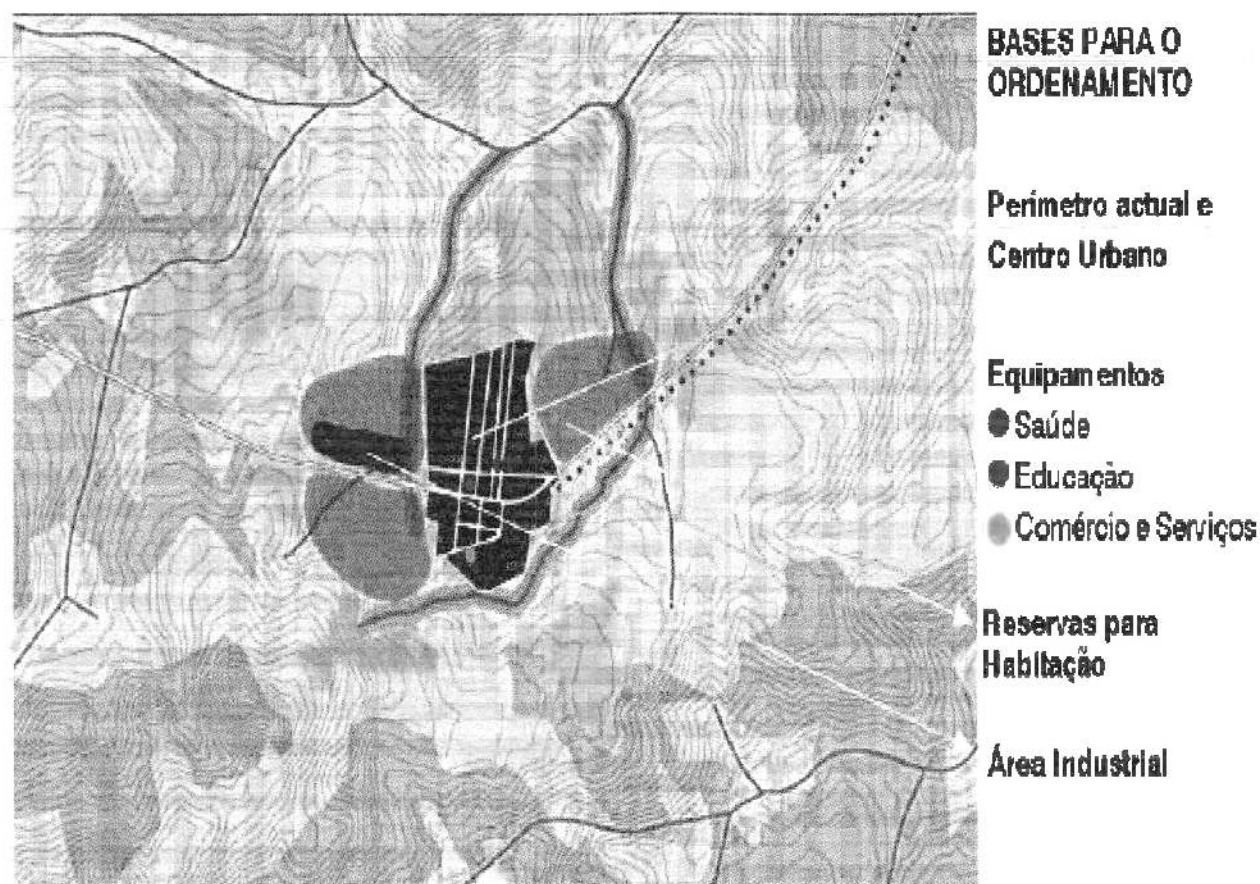 BASES PARA O
ORDENAMENTO
Perímetro actual e
Centro Urbano
Equipamentos
Saúde
Educação
Comércio e Serviços
Reservas para
Habitação
Área Industrial